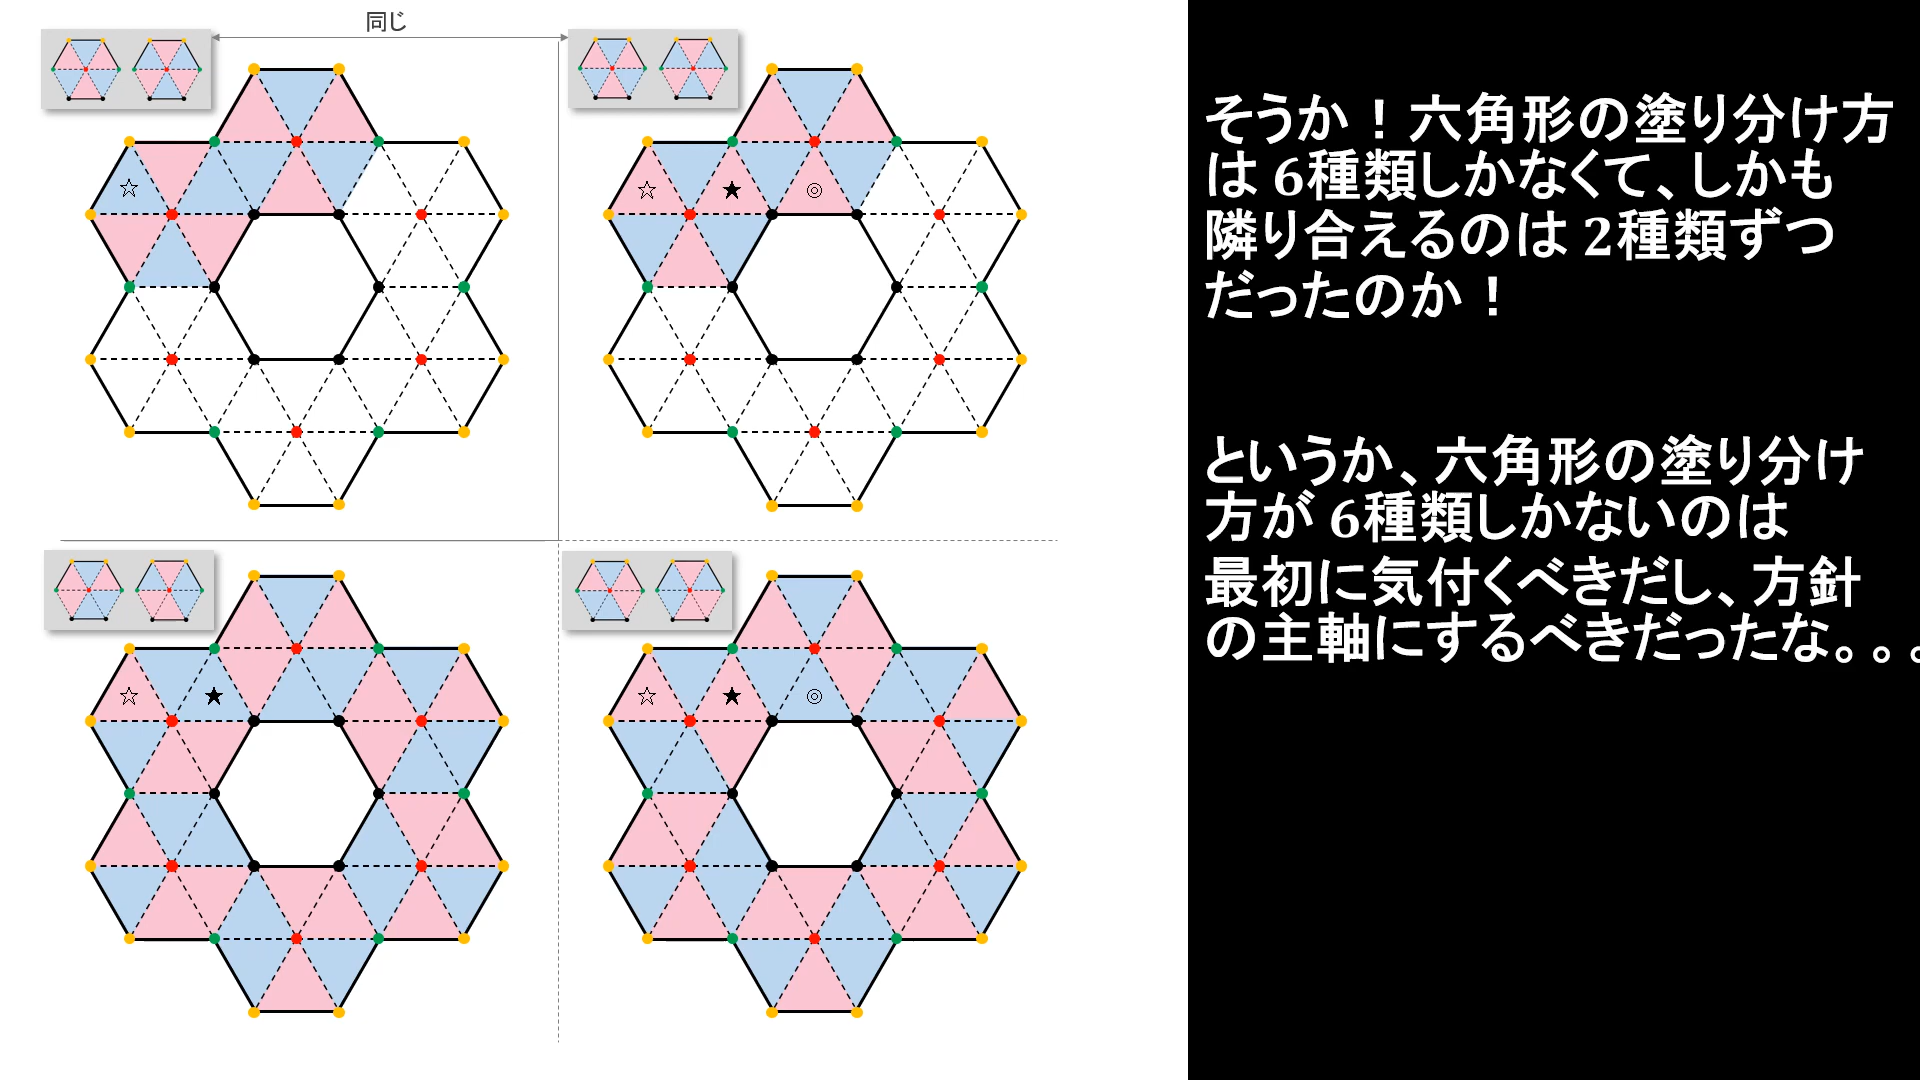 同じ
☆
☆ ★ ◎
☆ ★
☆ ★ ◎
そうか！六角形の塗り分け方
は 6種類しかなくて、しかも
隣り合えるのは 2種類ずつ
だったのか！
というか、六角形の塗り分け
方が 6種類しかないのは
最初に気付くべきだし、方針
の主軸にするべきだったな。。。